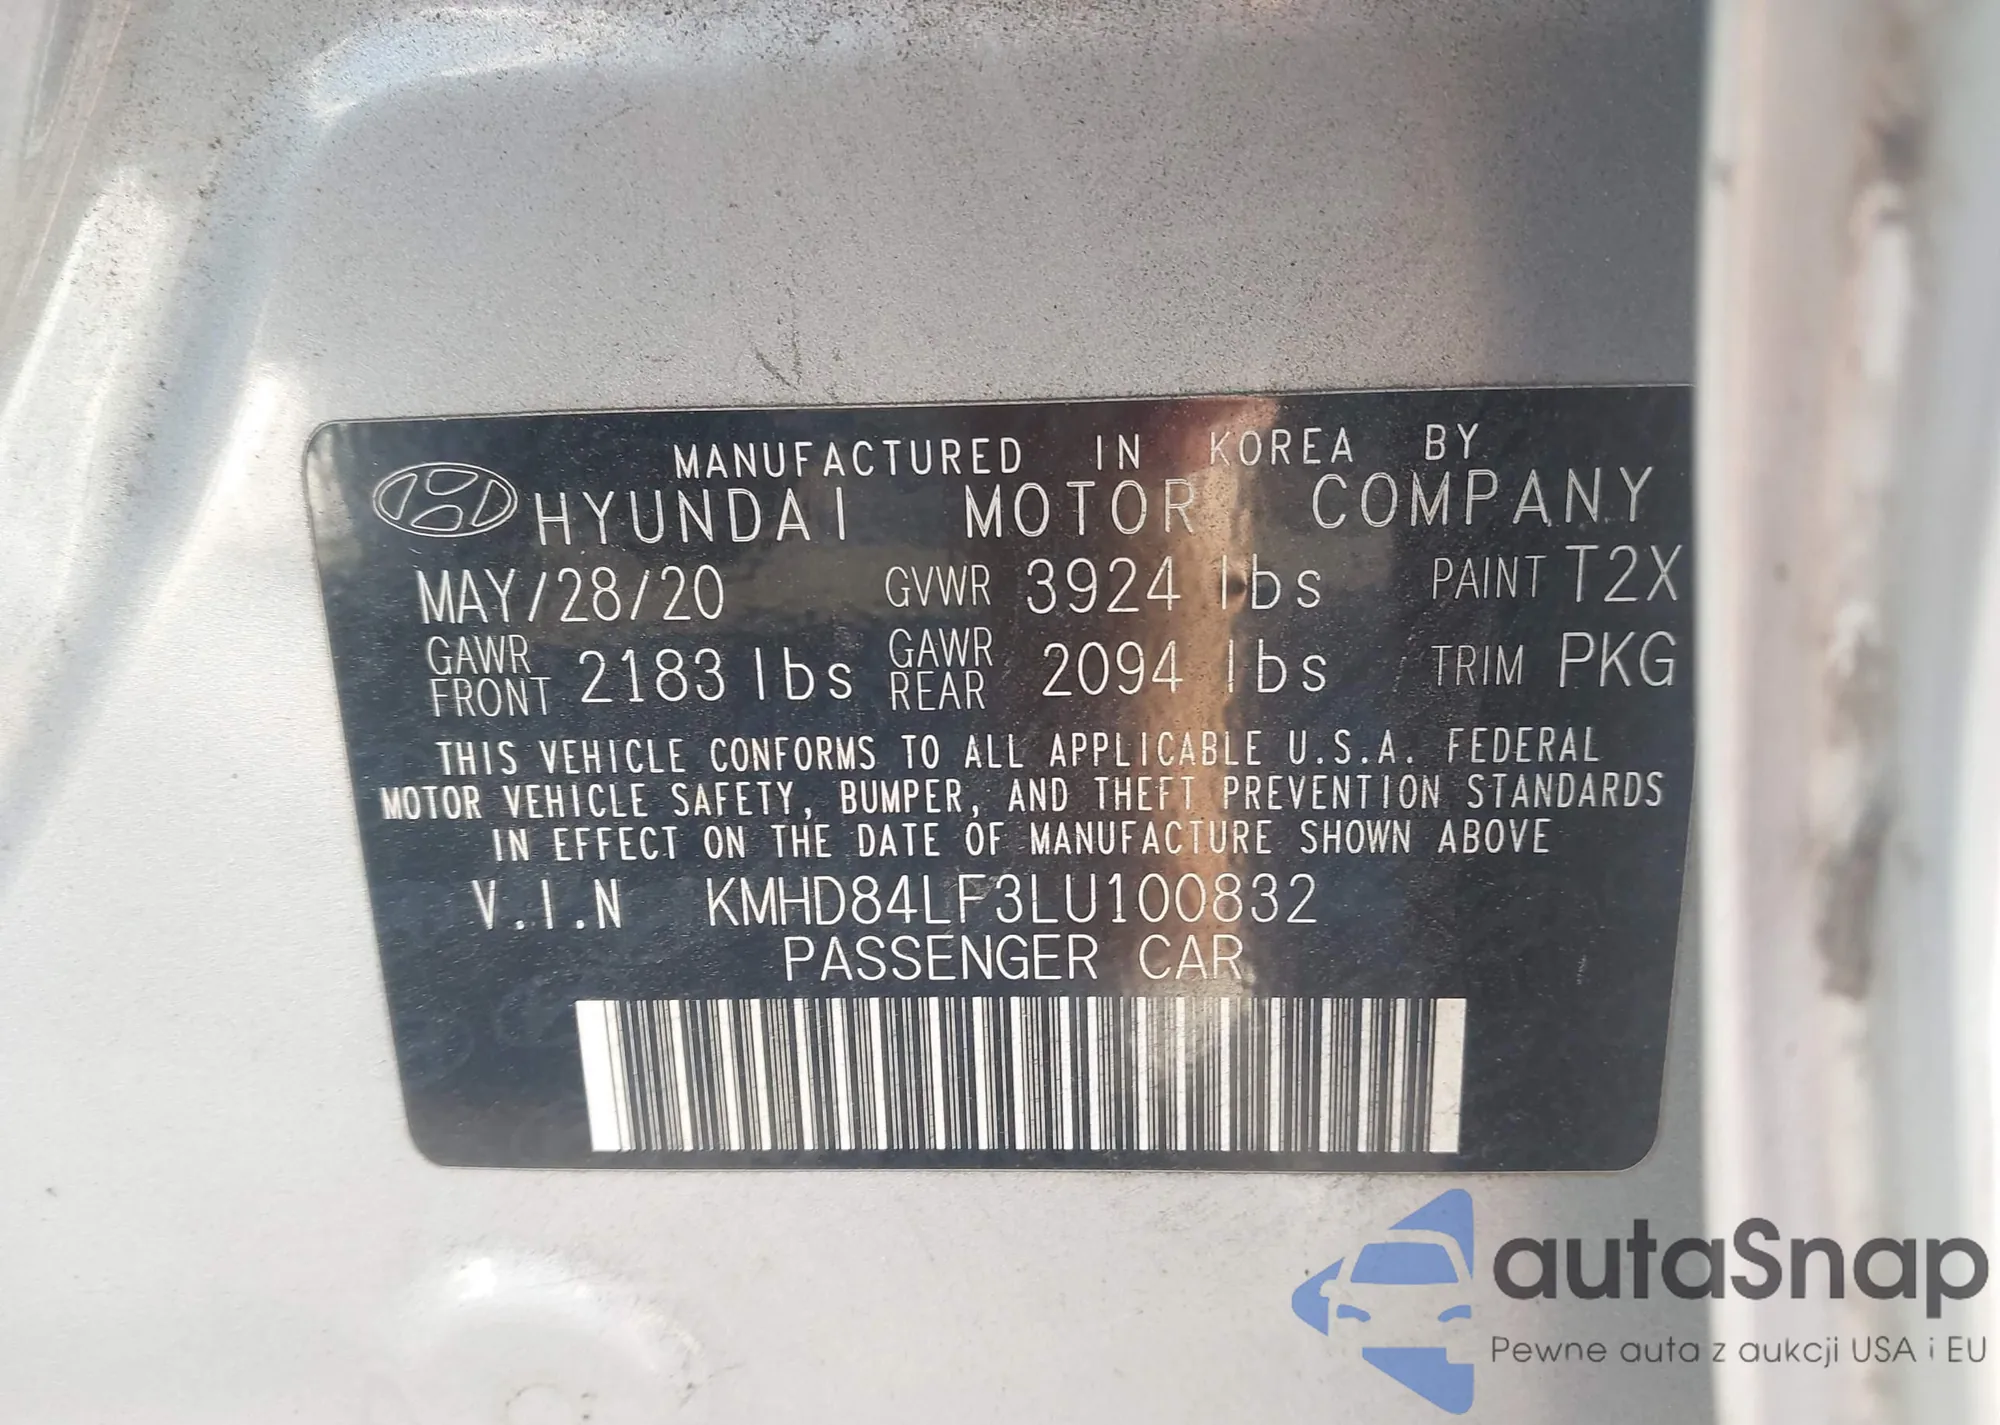 MANUFACTURED IN KOREA BY
HYUNDAI MOTOR COMPANY
MAY/28/20 GVWR 3924 lbs PAINT T2X
GAWR FRONT 2183 lbs GAWR REAR 2094 lbs TRIM PKG
THIS VEHICLE CONFORMS TO ALL APPLICABLE U.S.A. FEDERAL
MOTOR VEHICLE SAFETY, BUMPER, AND THEFT PREVENTION STANDARDS
IN EFFECT ON THE DATE OF MANUFACTURE SHOWN ABOVE
V.I.N KMHD84LF3LU100832
PASSENGER CAR
autaSnap
Pewne auta z aukcji USA i EU